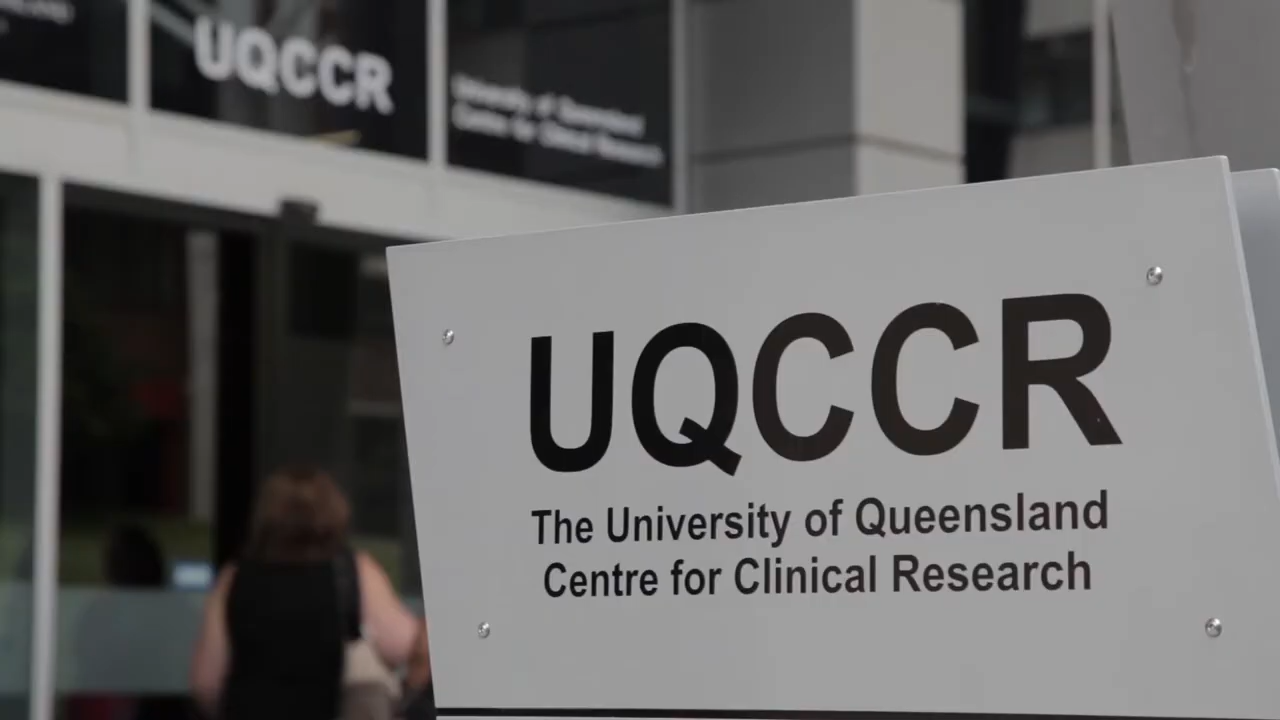 UQCCR
University of Queensland
Centre for Clinical Research
UQCCR
The University of Queensland
Centre for Clinical Research